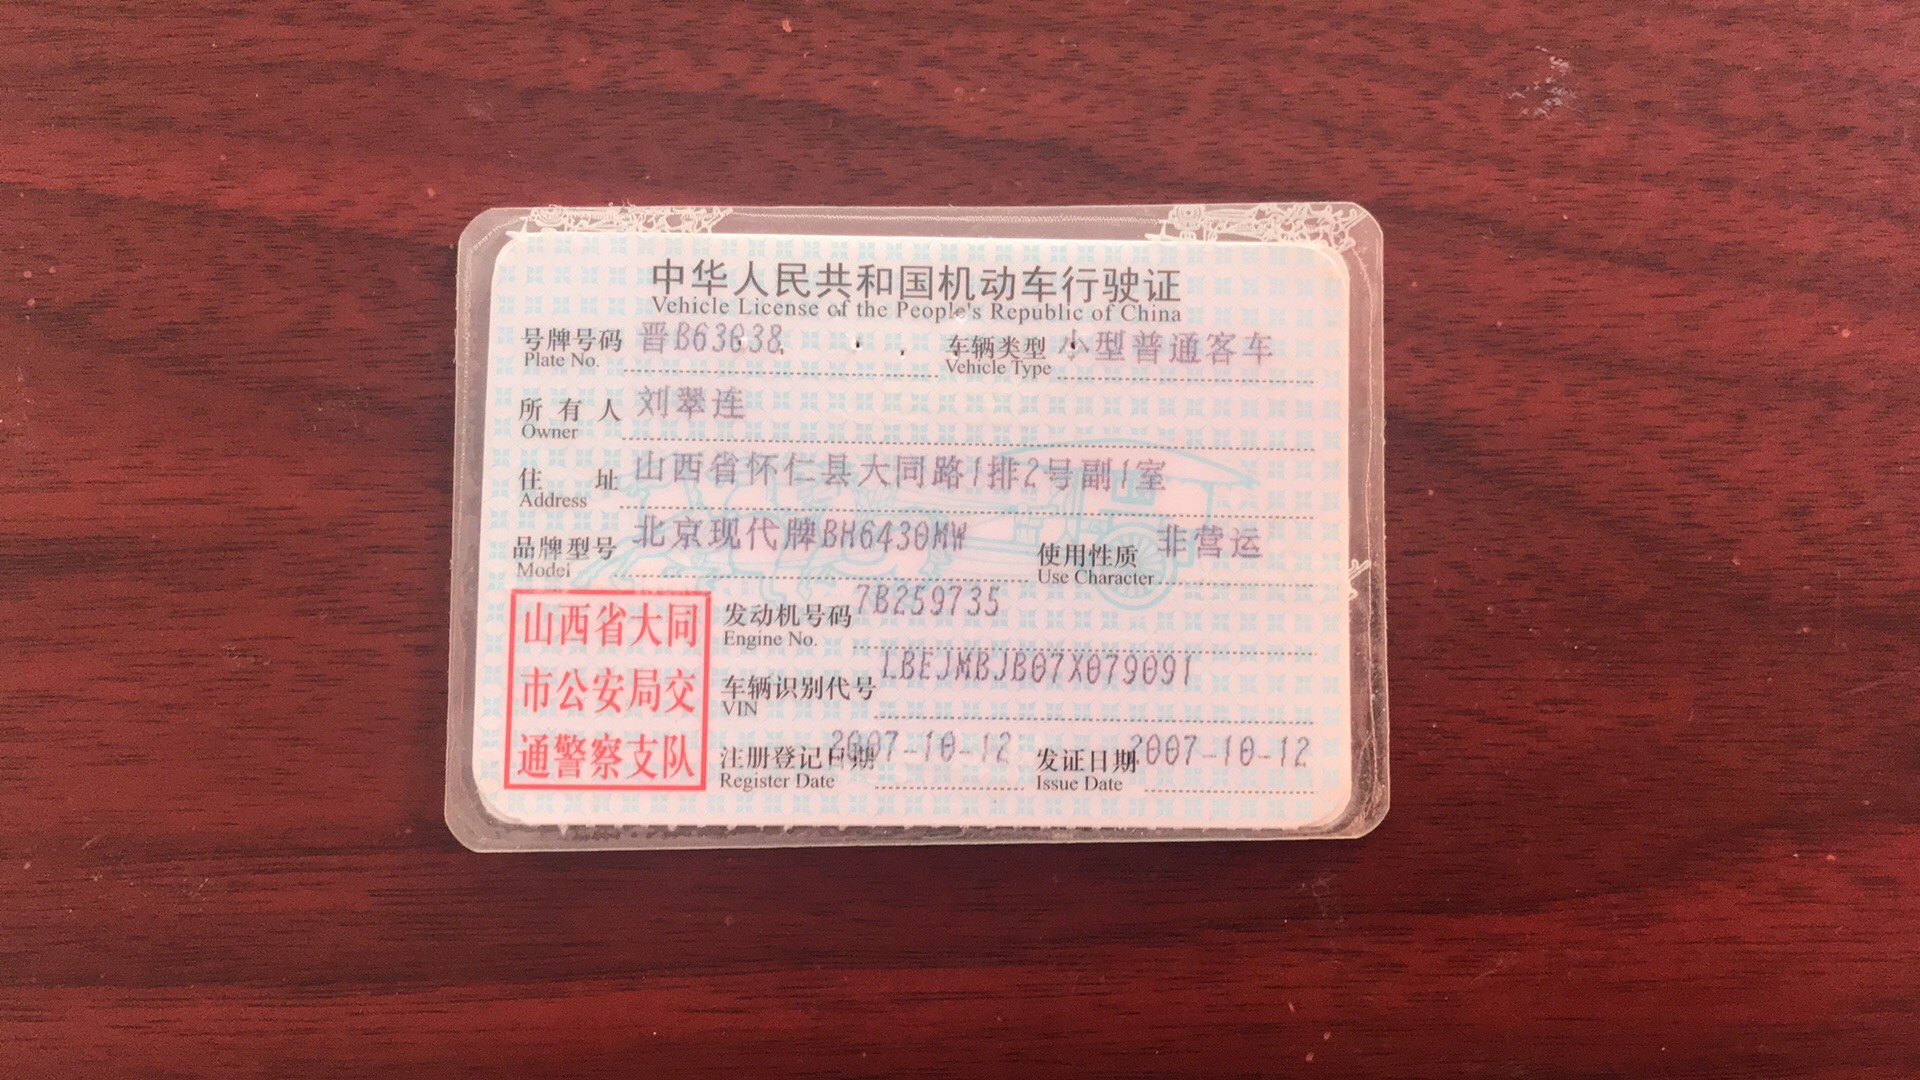 中华人民共和国机动车行驶证
Vehicle License of the People's Republic of China
号牌号码 晋B63038 车辆类型 小型普通客车
Plate No. Vehicle Type
所有人 刘翠连
Owner
住址 山西省怀仁县大同路1排2号副1室
Address
品牌型号 北京现代牌BH6430MW 使用性质 非营运
Model Use Character
发动机号码 7B259735
Engine No.
车辆识别代号 LBEJMBJB07X079091
VIN
注册登记日期 2007-10-12 发证日期 2007-10-12
Register Date Issue Date
山西省大同
市公安局交
通警察支队